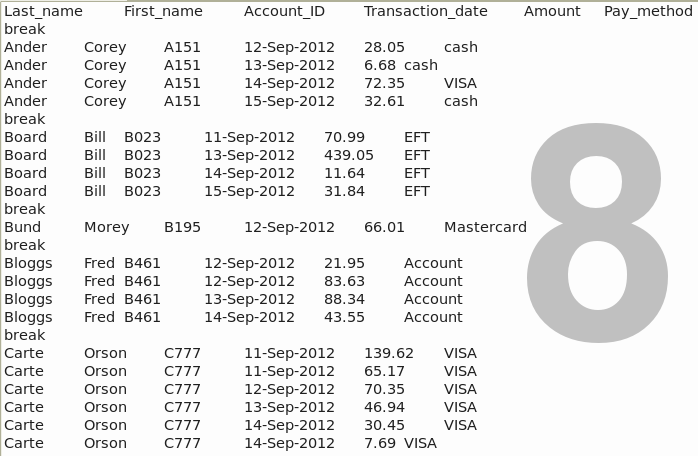 Last_name First_name Account_ID Transaction_date Amount Pay_method
break
Ander Corey A151 12-Sep-2012 28.05 cash
Ander Corey A151 13-Sep-2012 6.68 cash
Ander Corey A151 14-Sep-2012 72.35 VISA
Ander Corey A151 15-Sep-2012 32.61 cash
break
Board Bill B023 11-Sep-2012 70.99 EFT
Board Bill B023 13-Sep-2012 439.05 EFT
Board Bill B023 14-Sep-2012 11.64 EFT
Board Bill B023 15-Sep-2012 31.84 EFT
break
Bund Morey B195 12-Sep-2012 66.01 Mastercard
break
Bloggs Fred B461 12-Sep-2012 21.95 Account
Bloggs Fred B461 12-Sep-2012 83.63 Account
Bloggs Fred B461 13-Sep-2012 88.34 Account
Bloggs Fred B461 14-Sep-2012 43.55 Account
break
Carte Orson C777 11-Sep-2012 139.62 VISA
Carte Orson C777 11-Sep-2012 65.17 VISA
Carte Orson C777 12-Sep-2012 70.35 VISA
Carte Orson C777 13-Sep-2012 46.94 VISA
Carte Orson C777 14-Sep-2012 30.45 VISA
Carte Orson C777 14-Sep-2012 7.69 VISA
8